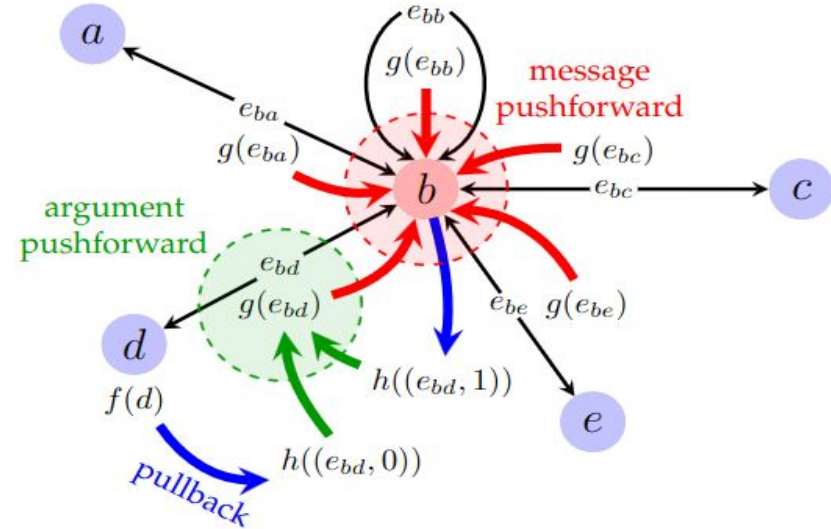 e_{bb}
a
g(e_{bb})
message
pushforward
e_{ba}
g(e_{ba})
g(e_{bc})
b
e_{bc}
c
argument
pushforward
e_{bd}
g(e_{bd})
e_{be}
g(e_{be})
d
h((e_{bd}, 1))
f(d)
e
h((e_{bd}, 0))
pullback